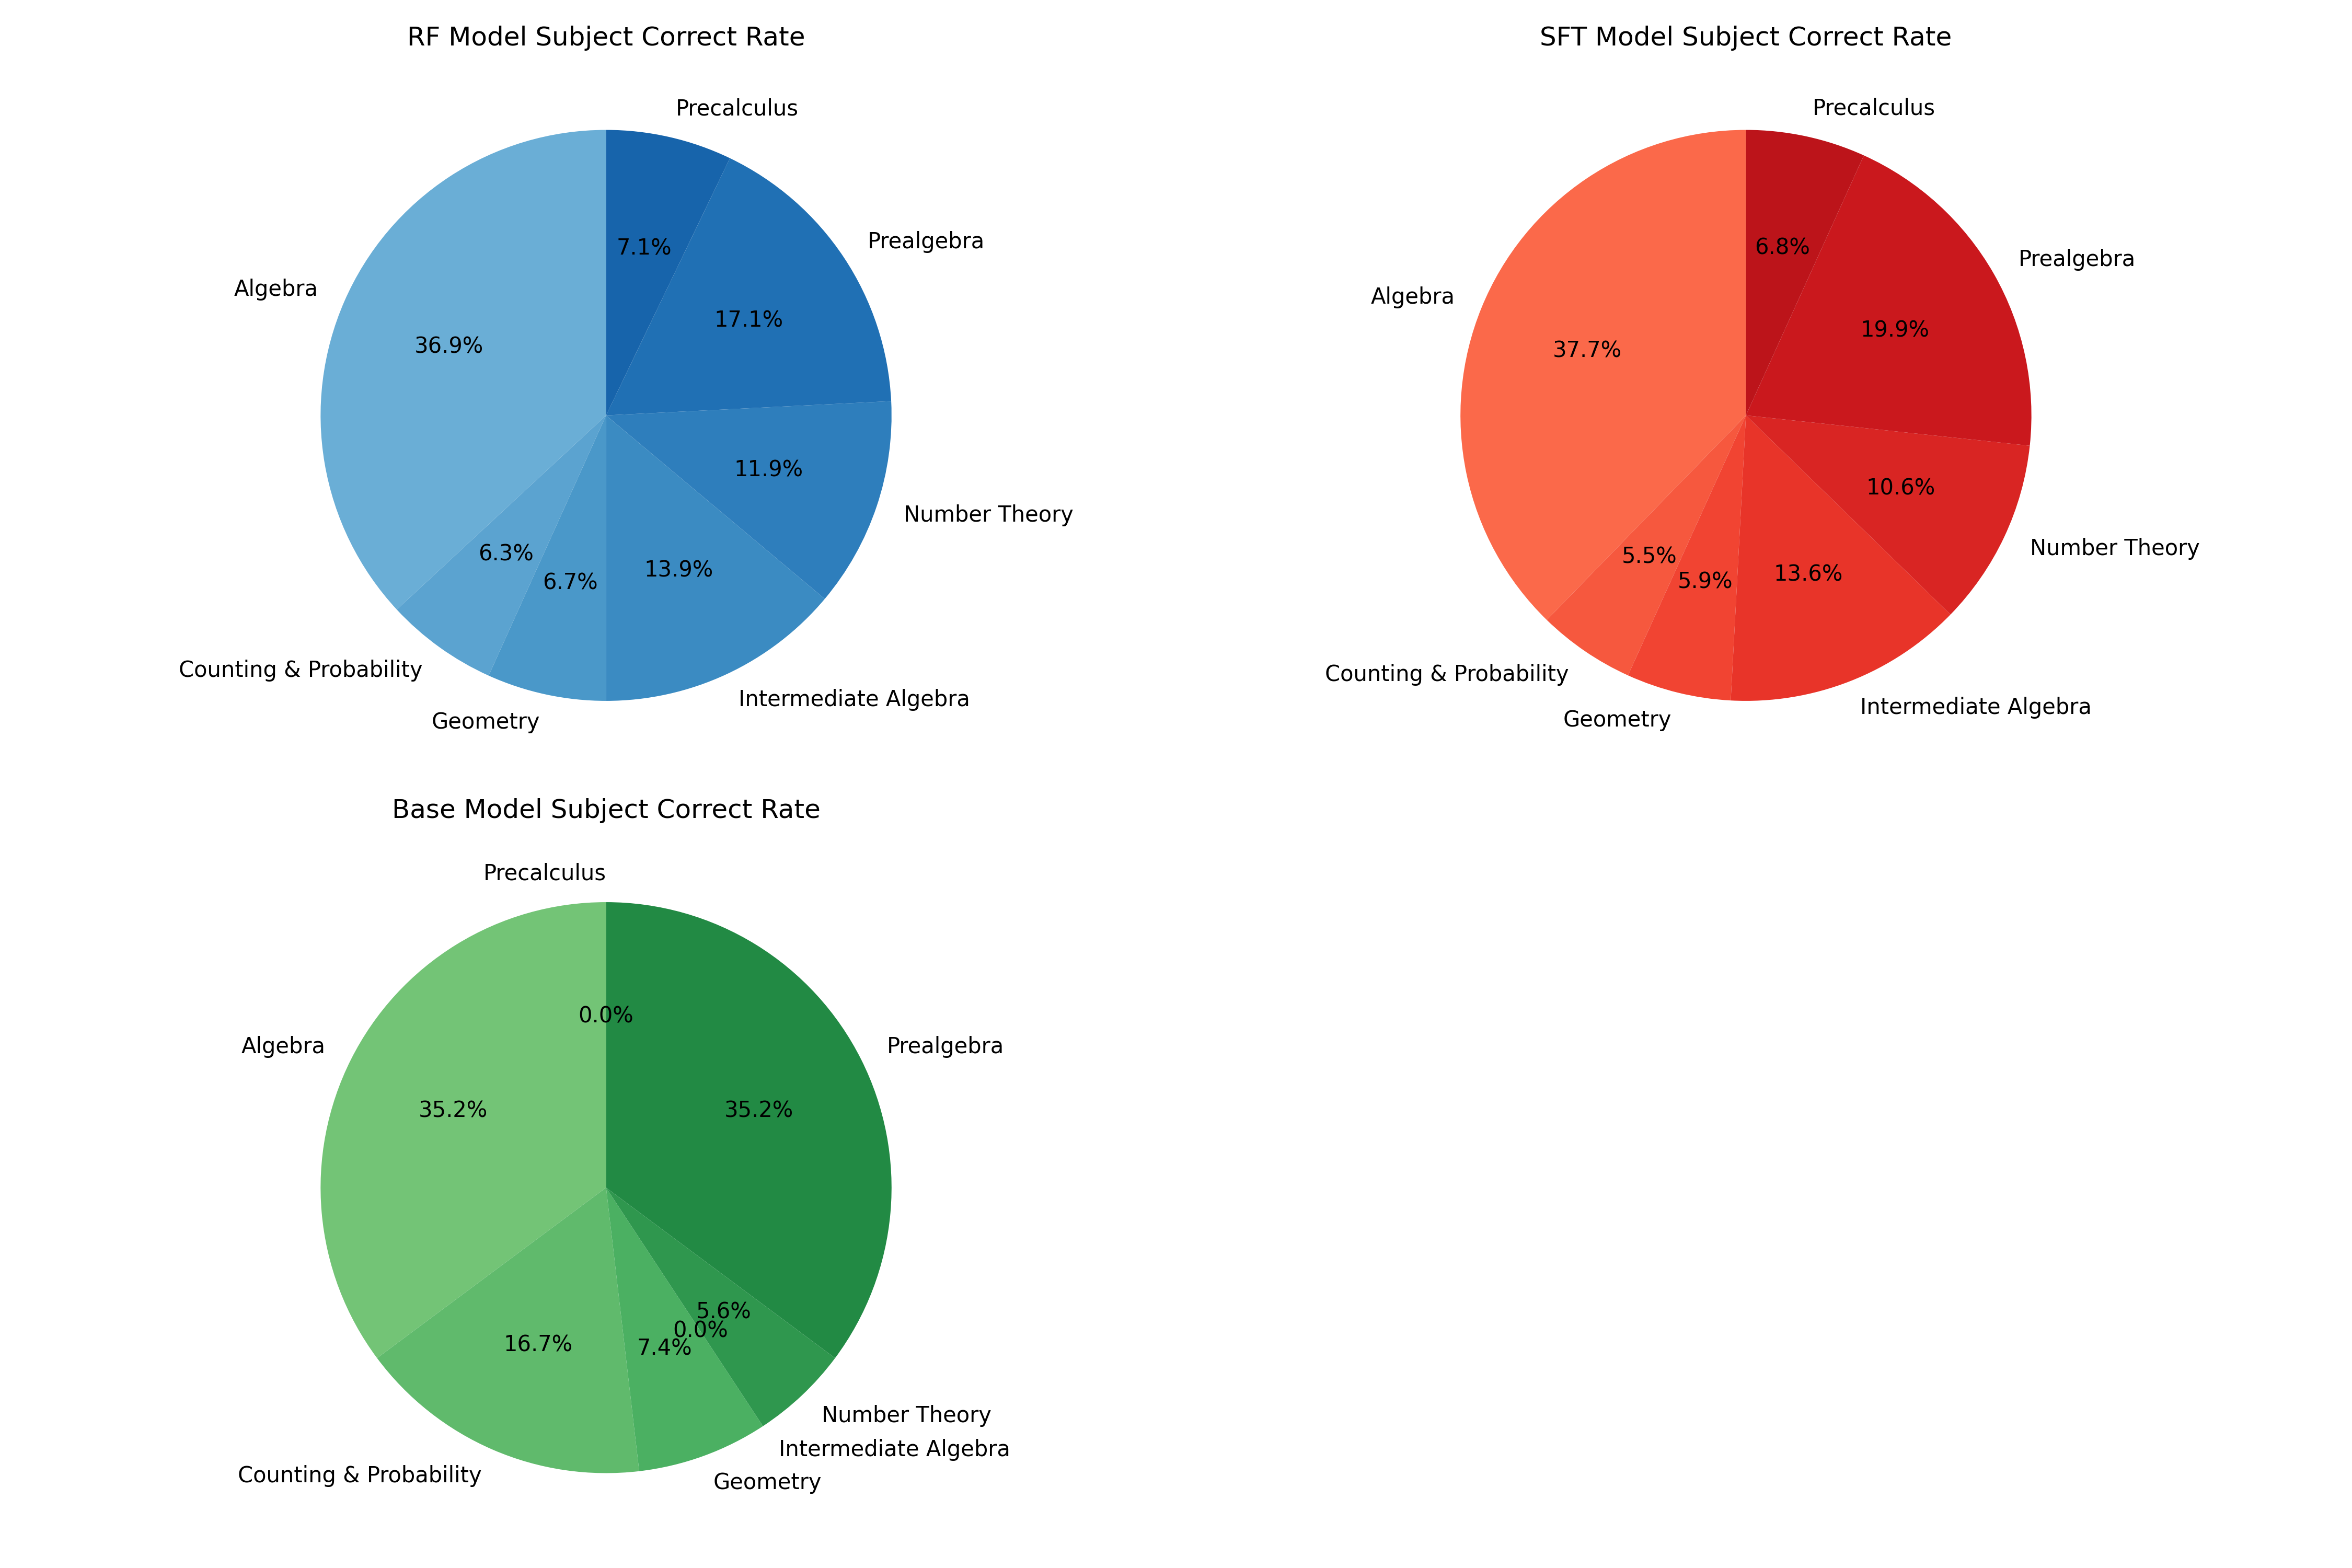 RF Model Subject Correct Rate
Precalculus
7.1%
Prealgebra
17.1%
Algebra
36.9%
11.9%
Number Theory
6.3%
6.7%
13.9%
Counting & Probability
Geometry
Intermediate Algebra
SFT Model Subject Correct Rate
Precalculus
6.8%
Prealgebra
19.9%
Algebra
37.7%
10.6%
Number Theory
5.5%
5.9%
13.6%
Counting & Probability
Geometry
Intermediate Algebra
Base Model Subject Correct Rate
Precalculus
0.0%
Algebra
Prealgebra
35.2%
35.2%
5.6%
0.0%
7.4%
16.7%
Number Theory
Intermediate Algebra
Counting & Probability
Geometry